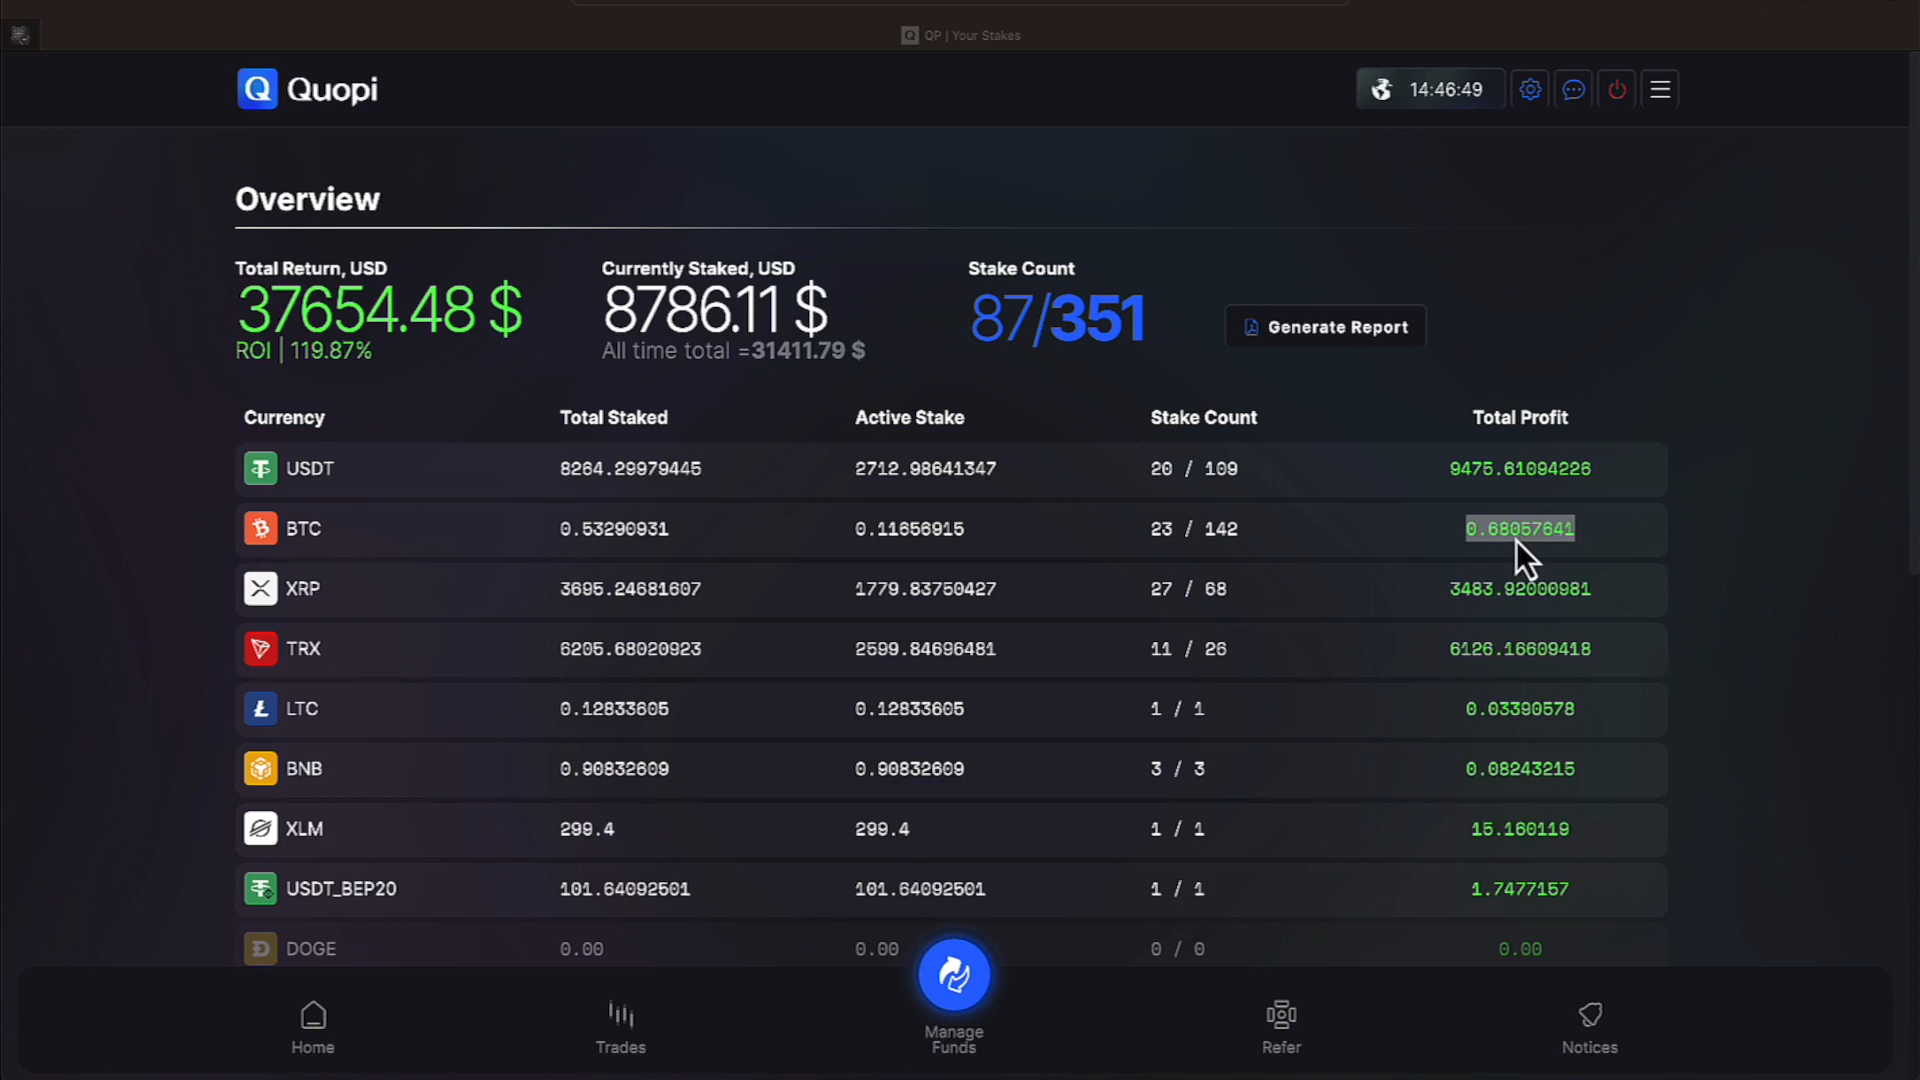 QP | Your Stakes
Quopi
14:46:49
Overview
Total Return, USD
37654.48 $
ROI | 119.87%
Currently Staked, USD
8786.11 $
All time total =31411.79 $
Stake Count
87/351
Generate Report
Currency Total Staked Active Stake Stake Count Total Profit
USDT 8264.29979445 2712.98641347 20 / 109 9475.61094226
BTC 0.53290931 0.11656915 23 / 142 0.68057641
XRP 3695.24681607 1779.83750427 27 / 68 3483.92000981
TRX 6205.68020923 2599.84696481 11 / 26 6126.16609418
LTC 0.12833605 0.12833605 1 / 1 0.03390578
BNB 0.90832609 0.90832609 3 / 3 0.08243215
XLM 299.4 299.4 1 / 1 15.160119
USDT_BEP20 101.64092501 101.64092501 1 / 1 1.7477157
DOGE 0.00 0.00 0 / 0 0.00
Home
Trades
Manage
Funds
Refer
Notices